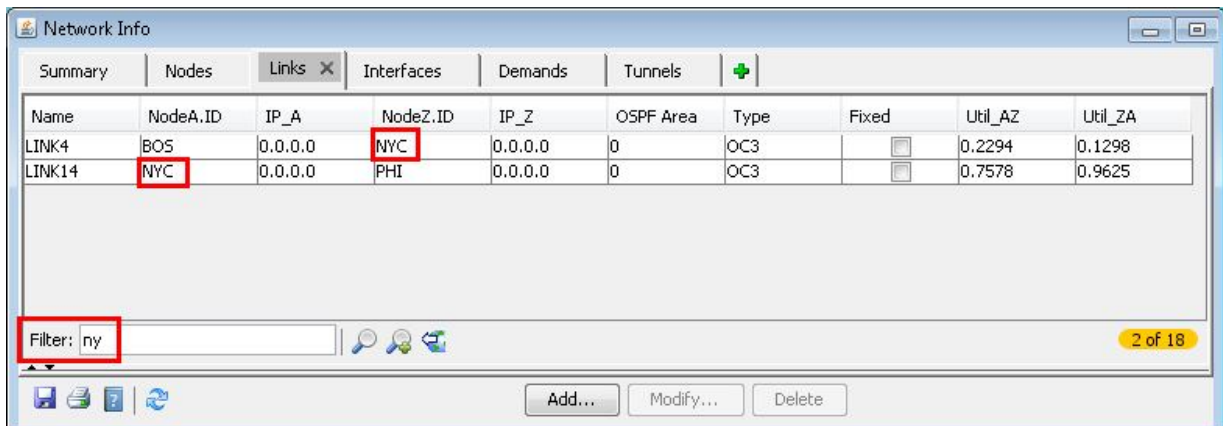 Network Info
Summary Nodes Links Interfaces Demands Tunnels
Name NodeA.ID IP_A NodeZ.ID IP_Z OSPF Area Type Fixed Util_AZ Util_ZA
LINK4 BOS 0.0.0.0 NYC 0.0.0.0 0 OC3 0.2294 0.1298
LINK14 NYC 0.0.0.0 PHI 0.0.0.0 0 OC3 0.7578 0.9625
Filter: ny 2 of 18
Add... Modify... Delete